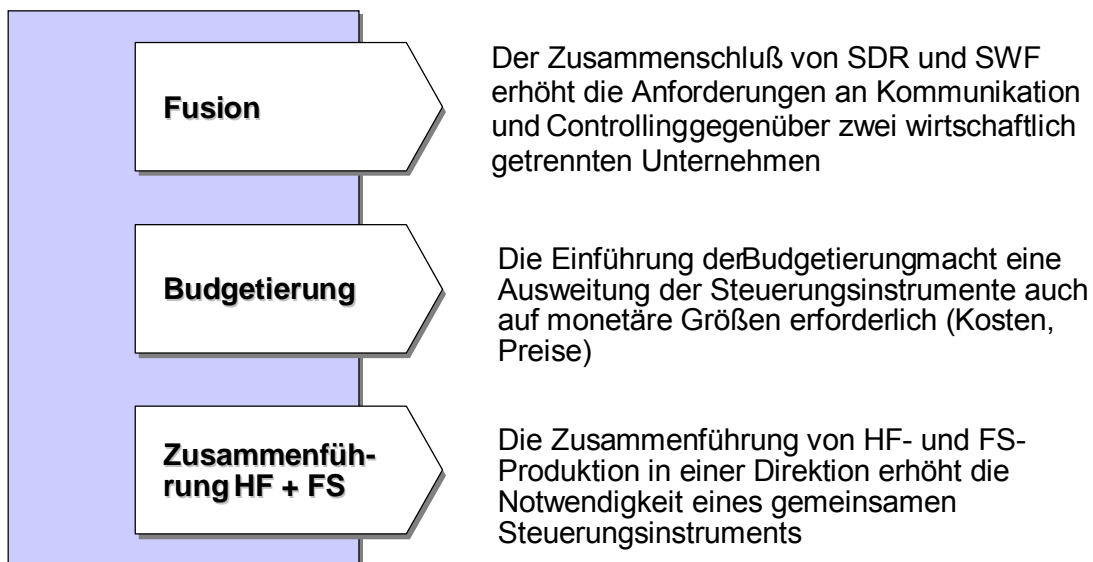 Fusion
Der Zusammenschluß von SDR und SWF
erhöht die Anforderungen an Kommunikation
und Controllinggegenüber zwei wirtschaftlich
getrennten Unternehmen
Budgetierung
Die Einführung derBudgetierungmacht eine
Ausweitung der Steuerungsinstrumente auch
auf monetäre Größen erforderlich (Kosten,
Preise)
Zusammenfüh-
rung HF + FS
Die Zusammenführung von HF- und FS-
Produktion in einer Direktion erhöht die
Notwendigkeit eines gemeinsamen
Steuerungsinstruments